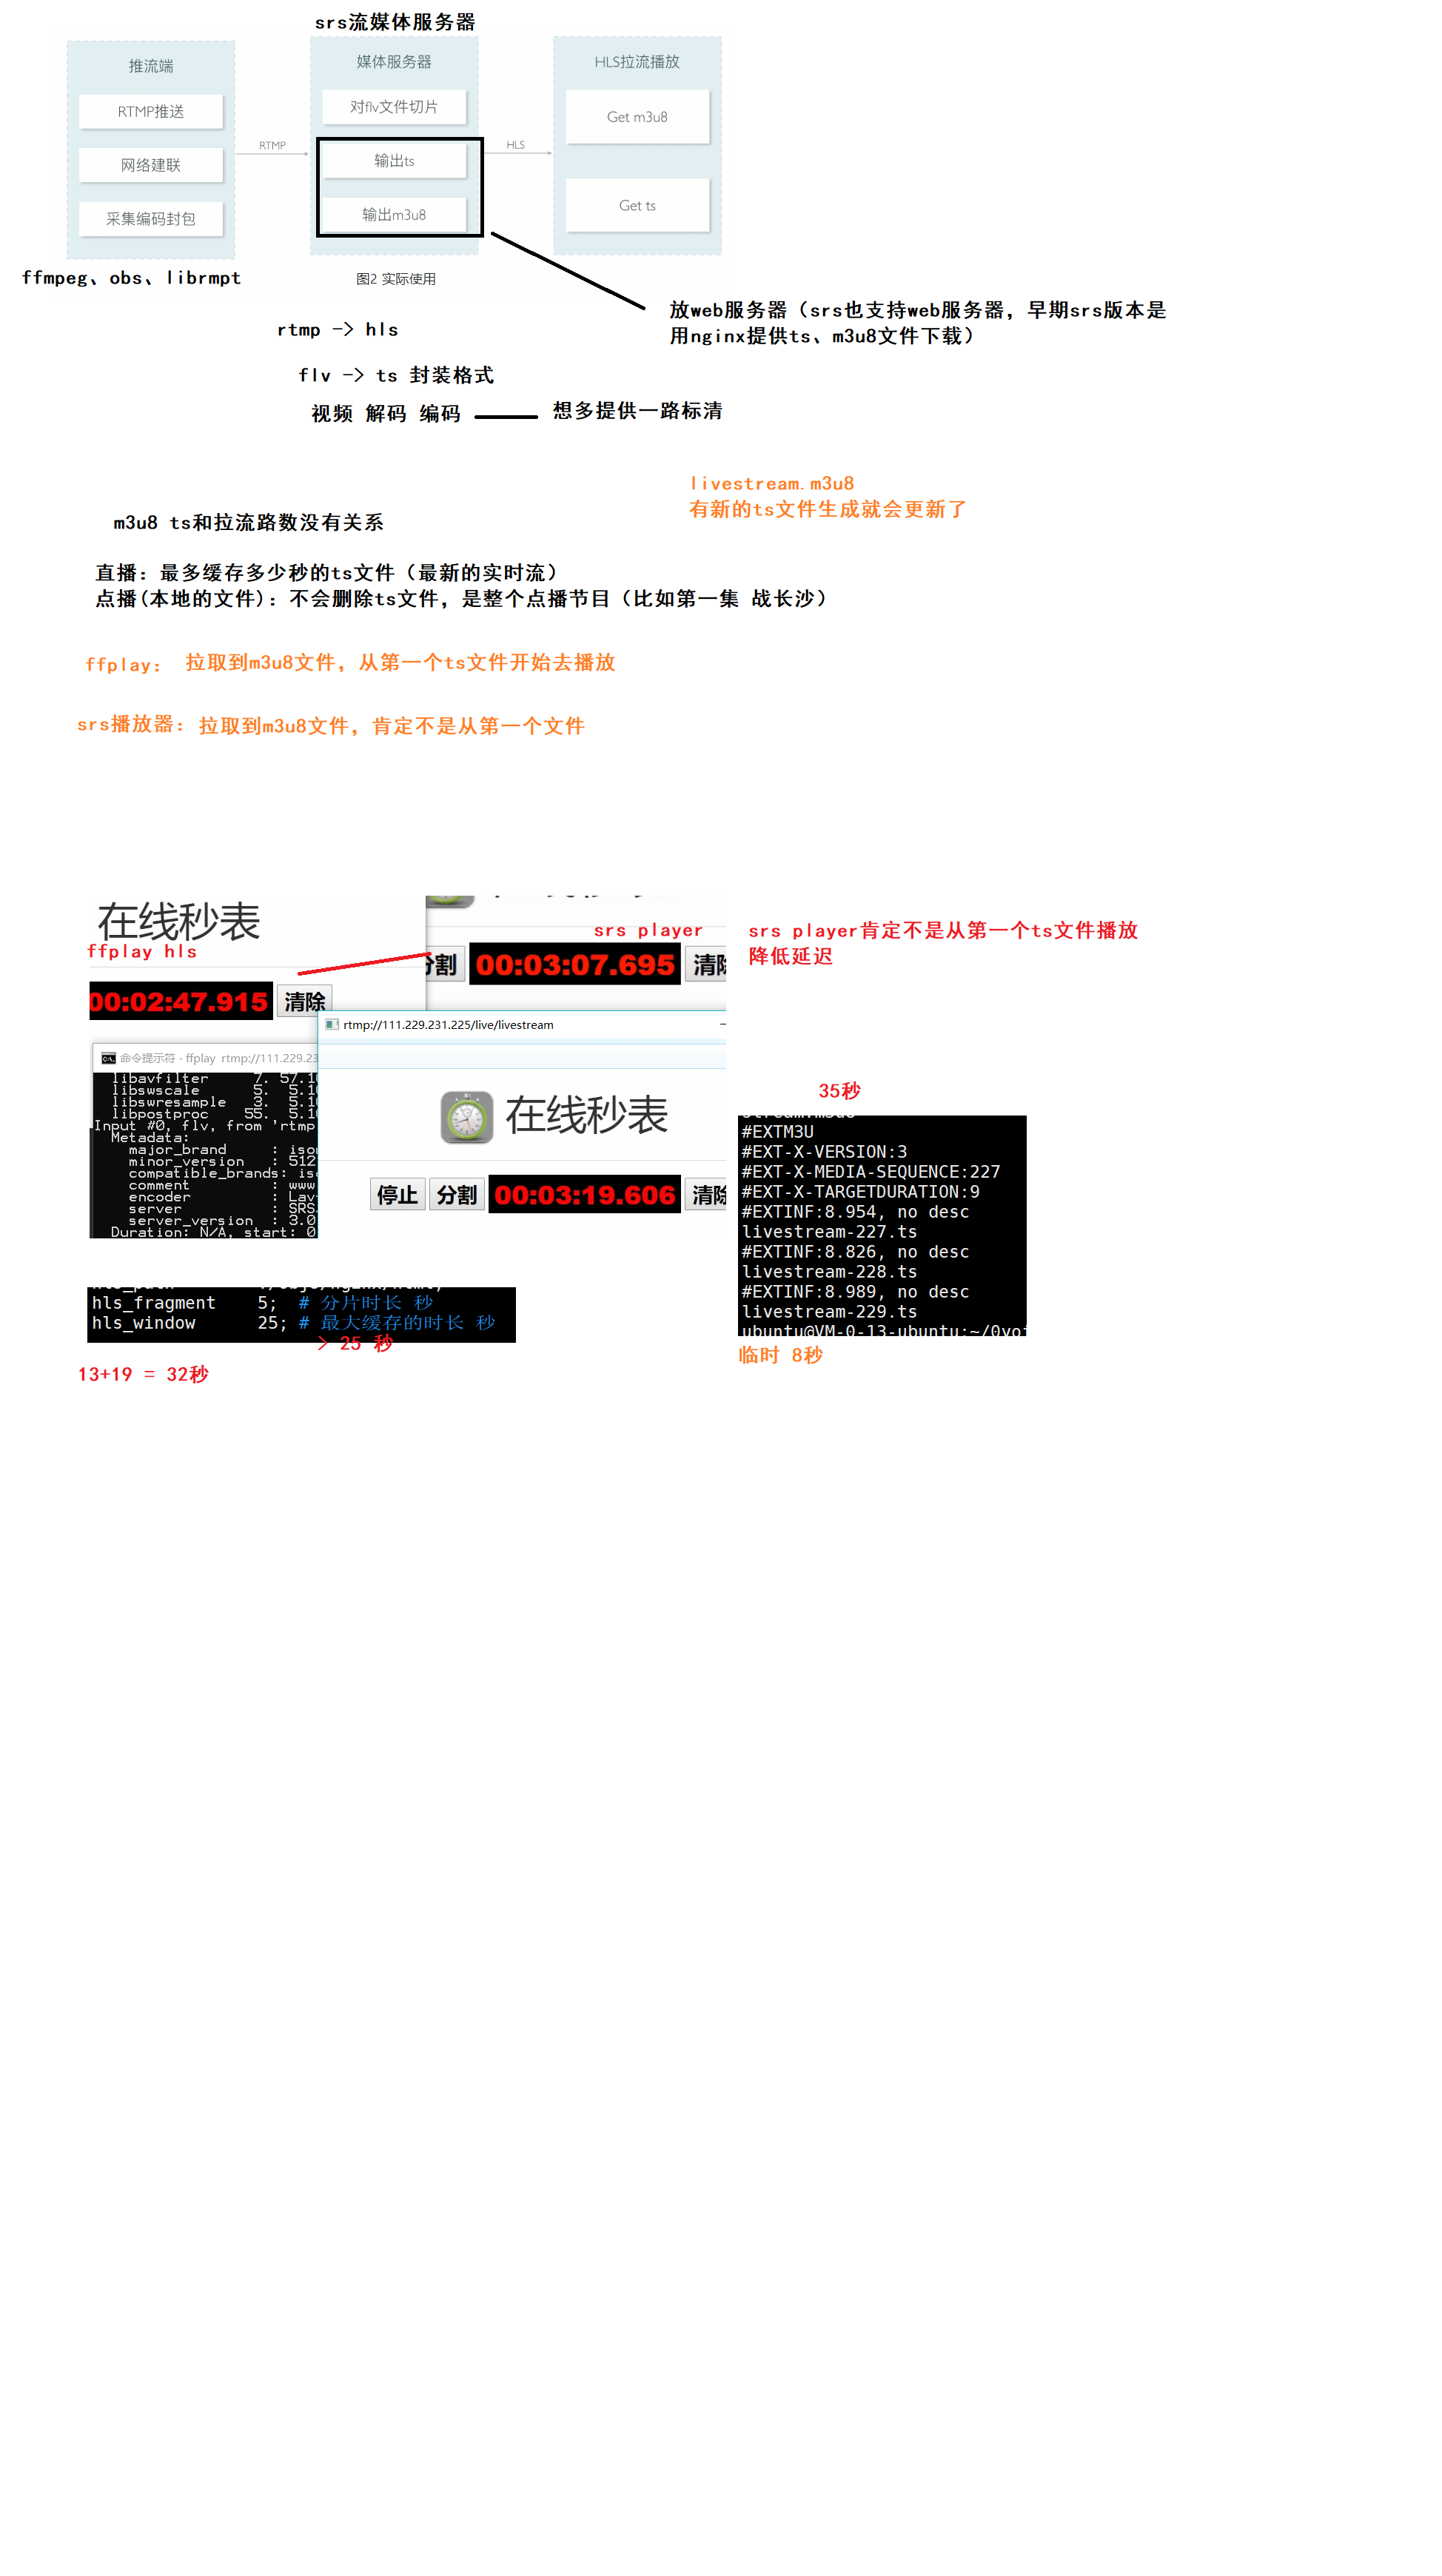 srs流媒体服务器
推流端
RTMP推送
网络建联
采集编码封包
RTMP
媒体服务器
对flv文件切片
输出ts
输出m3u8
HLS
HLS拉流播放
Get m3u8
Get ts
ffmpeg、obs、librmpt
图2 实际使用
放web服务器（srs也支持web服务器，早期srs版本是
用nginx提供ts、m3u8文件下载）
rtmp -> hls
flv -> ts 封装格式
视频 解码 编码
想多提供一路标清
livestream.m3u8
有新的ts文件生成就会更新了
m3u8 ts和拉流路数没有关系
直播：最多缓存多少秒的ts文件（最新的实时流）
点播(本地的文件)：不会删除ts文件，是整个点播节目（比如第一集 战长沙）
ffplay： 拉取到m3u8文件，从第一个ts文件开始去播放
srs播放器：拉取到m3u8文件，肯定不是从第一个文件
在线秒表
ffplay hls
00:02:47.915
清除
srs player
分割
00:03:07.695
清除
srs player肯定不是从第一个ts文件播放
降低延迟
rtmp://111.229.231.225/live/livestream
命令提示符 - ffplay rtmp://111.229.23
libavfilter 7. 57.10
libswscale 5. 5.10
libswresample 3. 5.10
libpostproc 55. 5.10
Input #0, flv, from 'rtmp
Metadata:
major_brand : iso
minor_version : 512
compatible_brands: iso
comment : www
encoder : Lav
server : SRS
server_version : 3.0
Duration: N/A, start: 0
在线秒表
停止
分割
00:03:19.606
清除
35秒
#EXTM3U
#EXT-X-VERSION:3
#EXT-X-MEDIA-SEQUENCE:227
#EXT-X-TARGETDURATION:9
#EXTINF:8.954, no desc
livestream-227.ts
#EXTINF:8.826, no desc
livestream-228.ts
#EXTINF:8.989, no desc
livestream-229.ts
ubuntu@VM-0-13-ubuntu:~/0voi
临时 8秒
hls_fragment 5; # 分片时长 秒
hls_window 25; # 最大缓存的时长 秒
> 25 秒
13+19 = 32秒